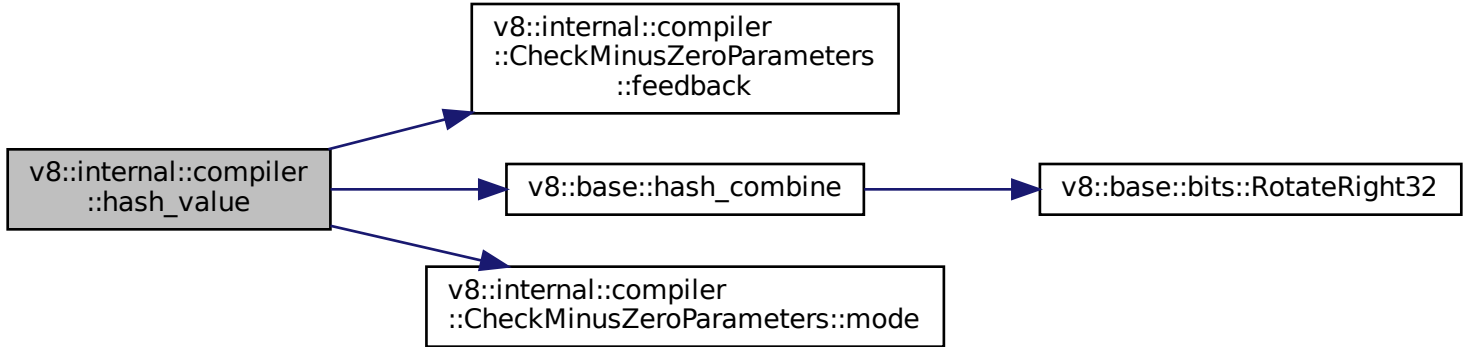 v8::internal::compiler
::CheckMinusZeroParameters
::feedback
v8::internal::compiler
::hash_value
v8::base::hash_combine
v8::base::bits::RotateRight32
v8::internal::compiler
::CheckMinusZeroParameters::mode